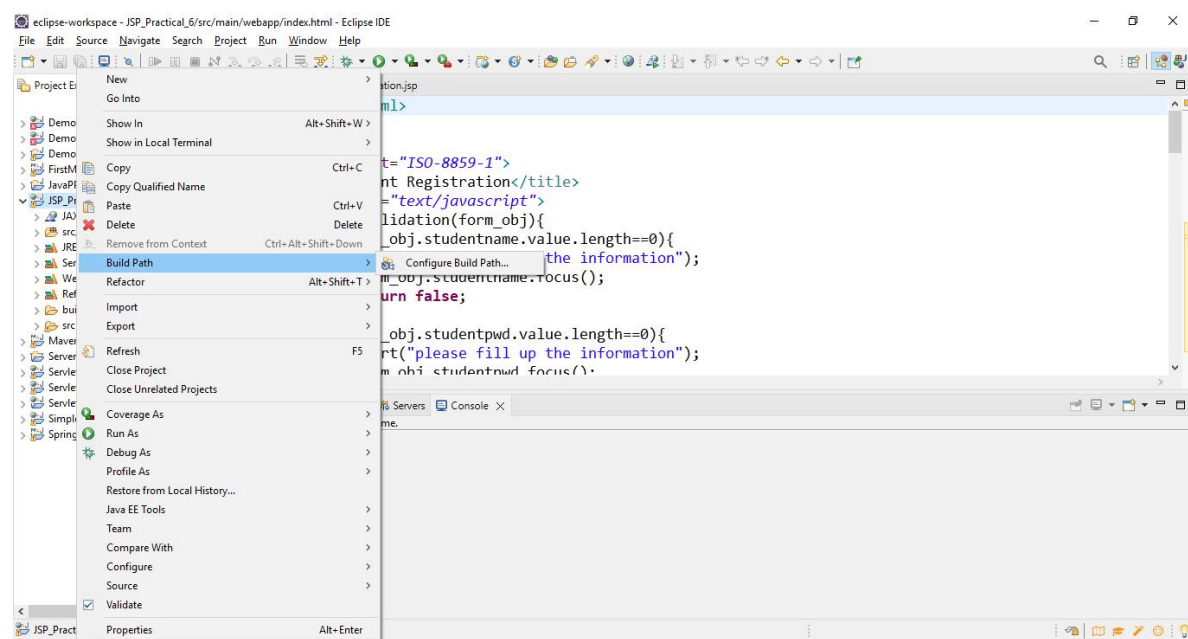 eclipse-workspace - JSP_Practical_6/src/main/webapp/index.html - Eclipse IDE
File Edit Source Navigate Search Project Run Window Help
Project E
ation.jsp
New
Go Into
Show In Alt+Shift+W
Show in Local Terminal
Copy Ctrl+C
Copy Qualified Name
Paste Ctrl+V
Delete Delete
Remove from Context Ctrl+Alt+Shift+Down
Build Path
Refactor Alt+Shift+T
Import
Export
Refresh F5
Close Project
Close Unrelated Projects
Coverage As
Run As
Debug As
Profile As
Restore from Local History...
Java EE Tools
Team
Compare With
Configure
Source
Validate
Properties Alt+Enter
Configure Build Path...
Demo
Demo
Demo
FirstM
JavaPR
JSP_Pr
JAX
src
JRE
Ser
We
Ref
bui
src
Maver
Server
Servle
Servle
Servle
Simple
Spring
ml>
t="ISO-8859-1">
nt Registration</title>
="text/javascript">
lidation(form_obj){
_obj.studentname.value.length==0){
the information");
m_obj.studentname.focus();
urn false;
_obj.studentpwd.value.length==0){
rt("please fill up the information");
m_obj.studentpwd.focus();
Servers Console
me.
JSP_Pract